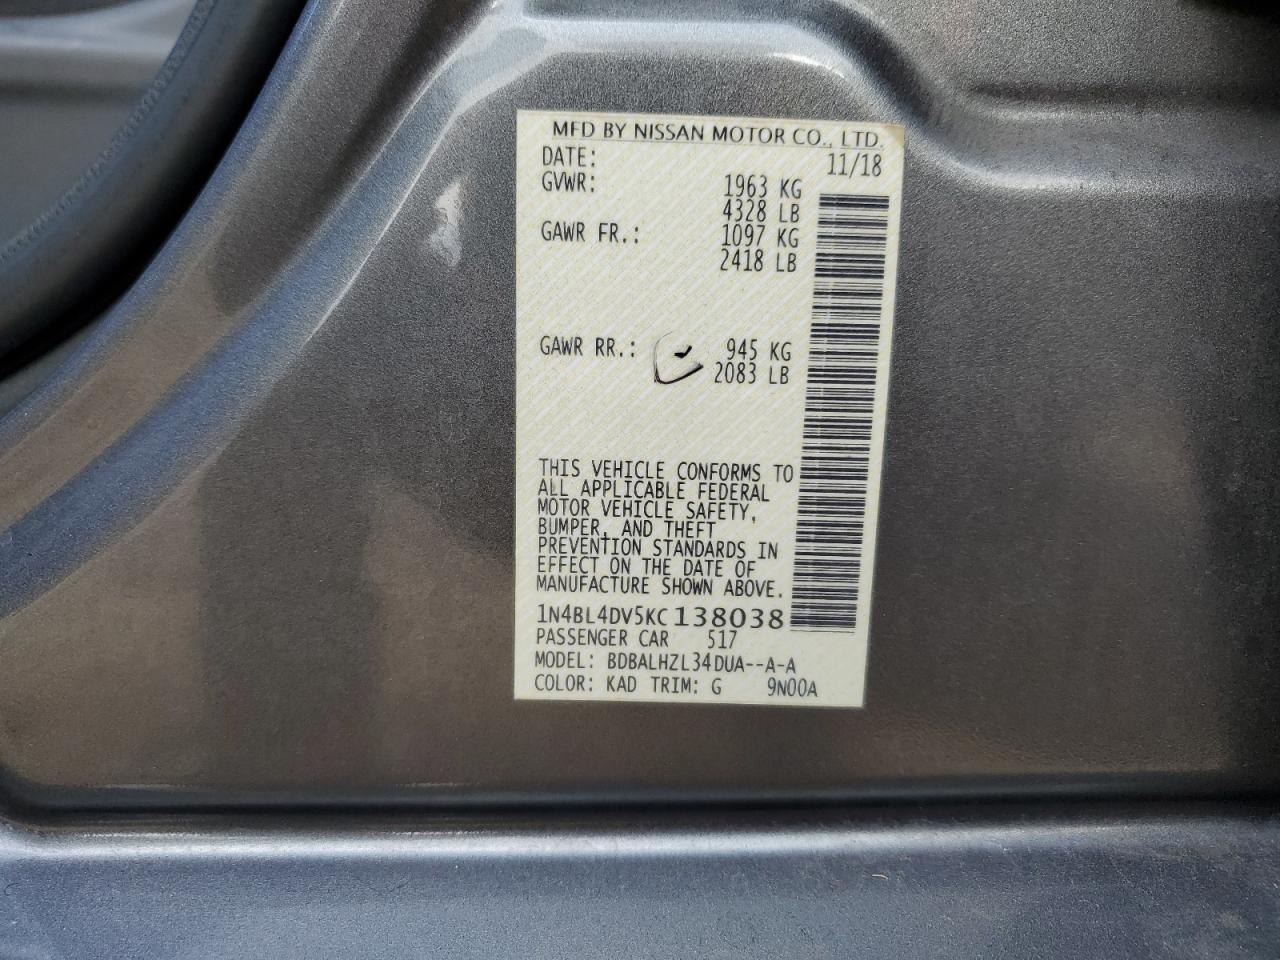 MFD BY NISSAN MOTOR CO., LTD.
DATE: 11/18
GVWR: 1963 KG
4328 LB
GAWR FR.: 1097 KG
2418 LB
GAWR RR.: 945 KG
2083 LB
THIS VEHICLE CONFORMS TO
ALL APPLICABLE FEDERAL
MOTOR VEHICLE SAFETY,
BUMPER, AND THEFT
PREVENTION STANDARDS IN
EFFECT ON THE DATE OF
MANUFACTURE SHOWN ABOVE.
1N4BL4DV5KC138038
PASSENGER CAR 517
MODEL: BDBALHZL34DUA--A-A
COLOR: KAD TRIM: G 9N00A